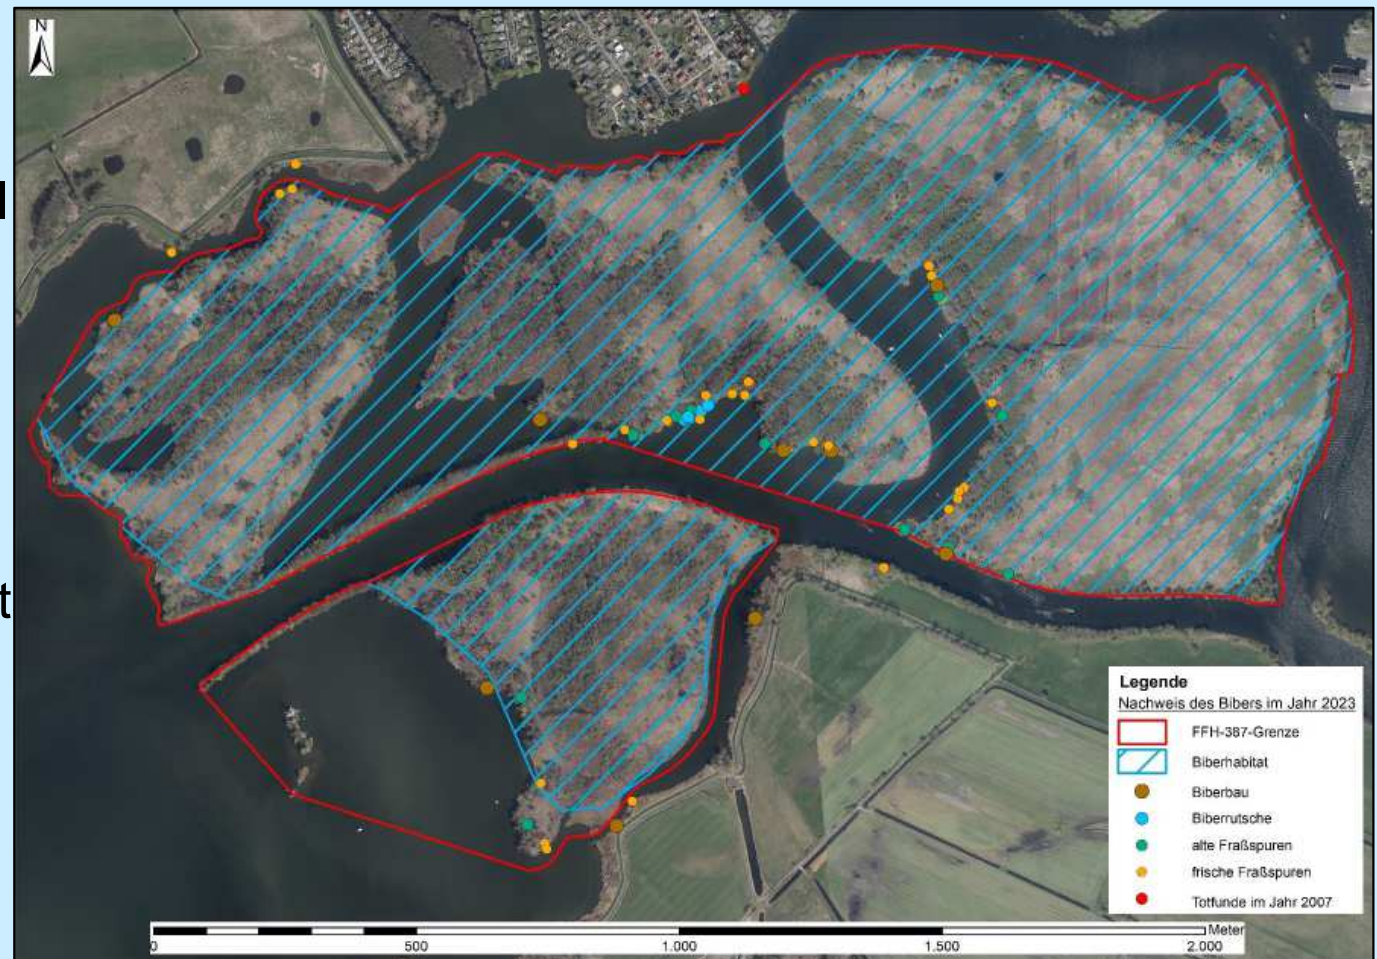 N
l
t
Legende
Nachweis des Bibers im Jahr 2023
FFH-387-Grenze
Biberhabitat
Biberbau
Biberrutsche
alte Fraßspuren
frische Fraßspuren
Totfunde im Jahr 2007
Meter
0 500 1.000 1.500 2.000